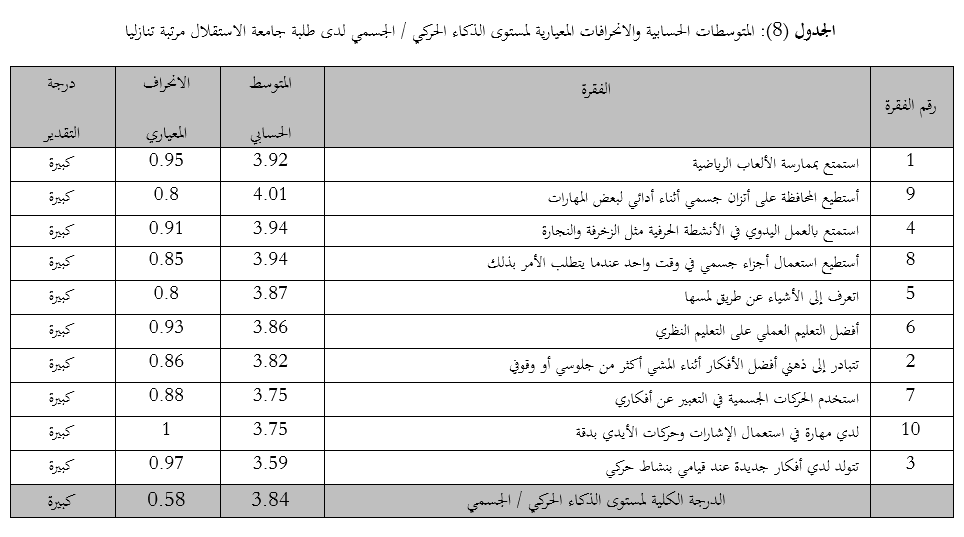 الجدول (8): المتوسطات الحسابية والانحرافات المعيارية لمستوى الذكاء الحركي / الجسمي لدى طلبة جامعة الاستقلال مرتبة تنازليا
رقم الفقرة الفقرة المتوسط الحسابي الانحراف المعياري درجة التقدير
1 استمتع بممارسة الألعاب الرياضية 3.92 0.95 كبيرة
9 أستطيع المحافظة على أتزان جسمي أثناء أدائي لبعض المهارات 4.01 0.8 كبيرة
4 استمتع بالعمل اليدوي في الأنشطة الحرفية مثل الزخرفة والنجارة 3.94 0.91 كبيرة
8 أستطيع استعمال أجزاء جسمي في وقت واحد عندما يتطلب الأمر بذلك 3.94 0.85 كبيرة
5 اتعرف إلى الأشياء عن طريق لمسها 3.87 0.8 كبيرة
6 أفضل التعليم العملي على التعليم النظري 3.86 0.93 كبيرة
2 تتبادر إلى ذهني أفضل الأفكار أثناء المشي أكثر من جلوسي أو وقوفي 3.82 0.86 كبيرة
7 استخدم الحركات الجسمية في التعبير عن أفكاري 3.75 0.88 كبيرة
10 لدي مهارة في استعمال الإشارات وحركات الأيدي بدقة 3.75 1 كبيرة
3 تتولد لدي أفكار جديدة عند قيامي بنشاط حركي 3.59 0.97 كبيرة
الدرجة الكلية لمستوى الذكاء الحركي / الجسمي 3.84 0.58 كبيرة